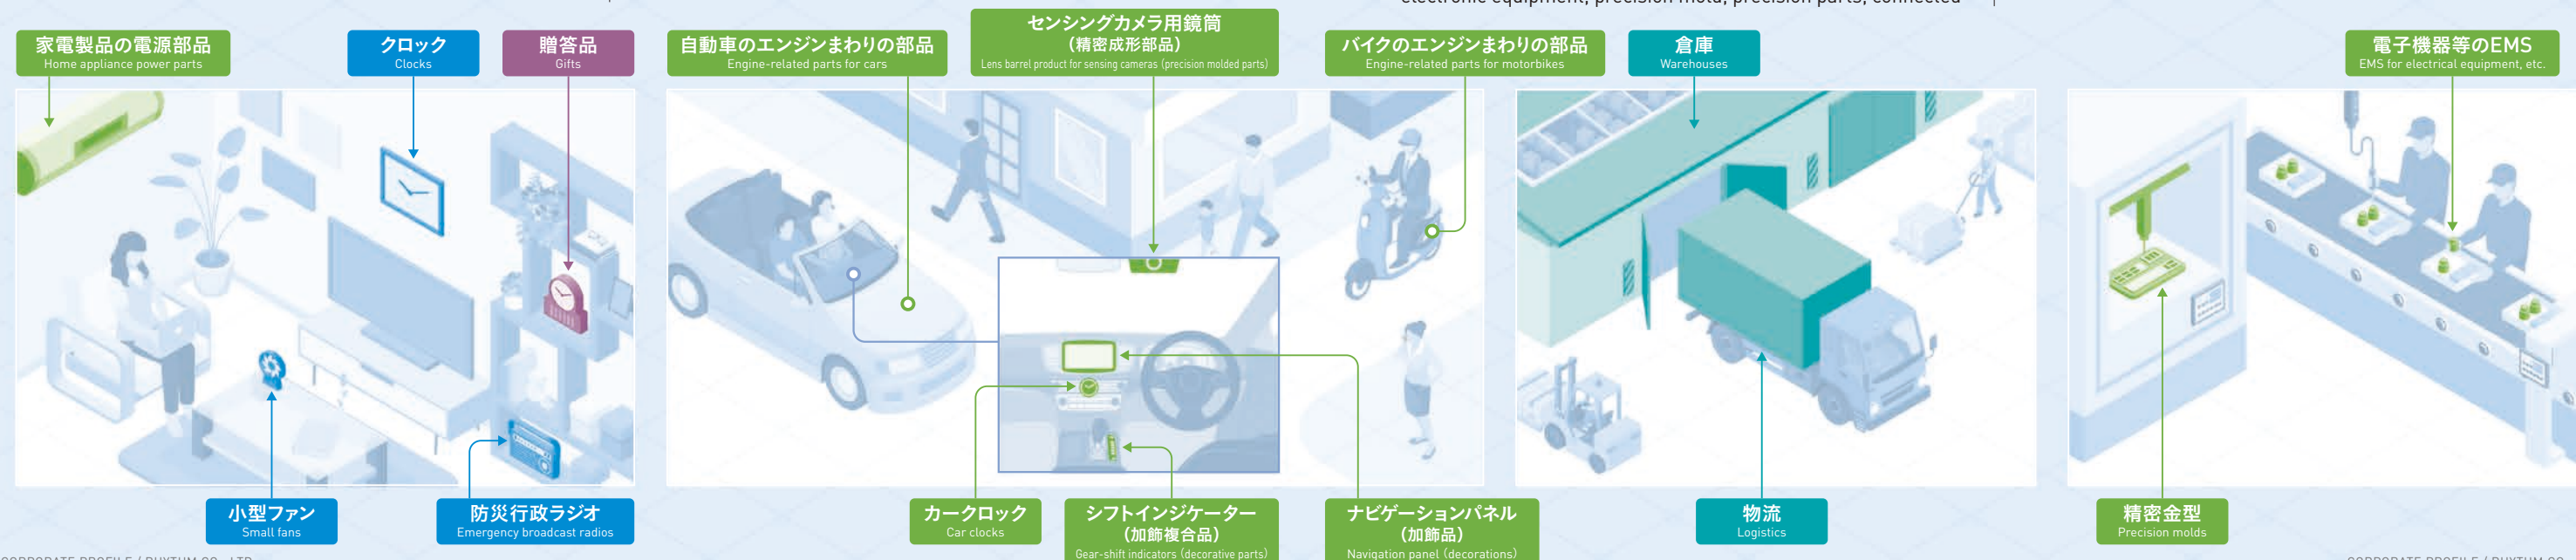 electronic equipment, precision mold, precision parts, connected
家電製品の電源部品
Home appliance power parts
クロック
Clocks
贈答品
Gifts
自動車のエンジンまわりの部品
Engine-related parts for cars
センシングカメラ用鏡筒
(精密成形部品)
Lens barrel product for sensing cameras (precision molded parts)
バイクのエンジンまわりの部品
Engine-related parts for motorbikes
倉庫
Warehouses
電子機器等のEMS
EMS for electrical equipment, etc.
小型ファン
Small fans
防災行政ラジオ
Emergency broadcast radios
カークロック
Car clocks
シフトインジケーター
(加飾複合品)
Gear-shift indicators (decorative parts)
ナビゲーションパネル
(加飾品)
Navigation panel (decorations)
物流
Logistics
精密金型
Precision molds
CORPORATE PROFILE / RHYTHM CO., LTD.
CORPORATE PROFILE / RHYTHM CO.